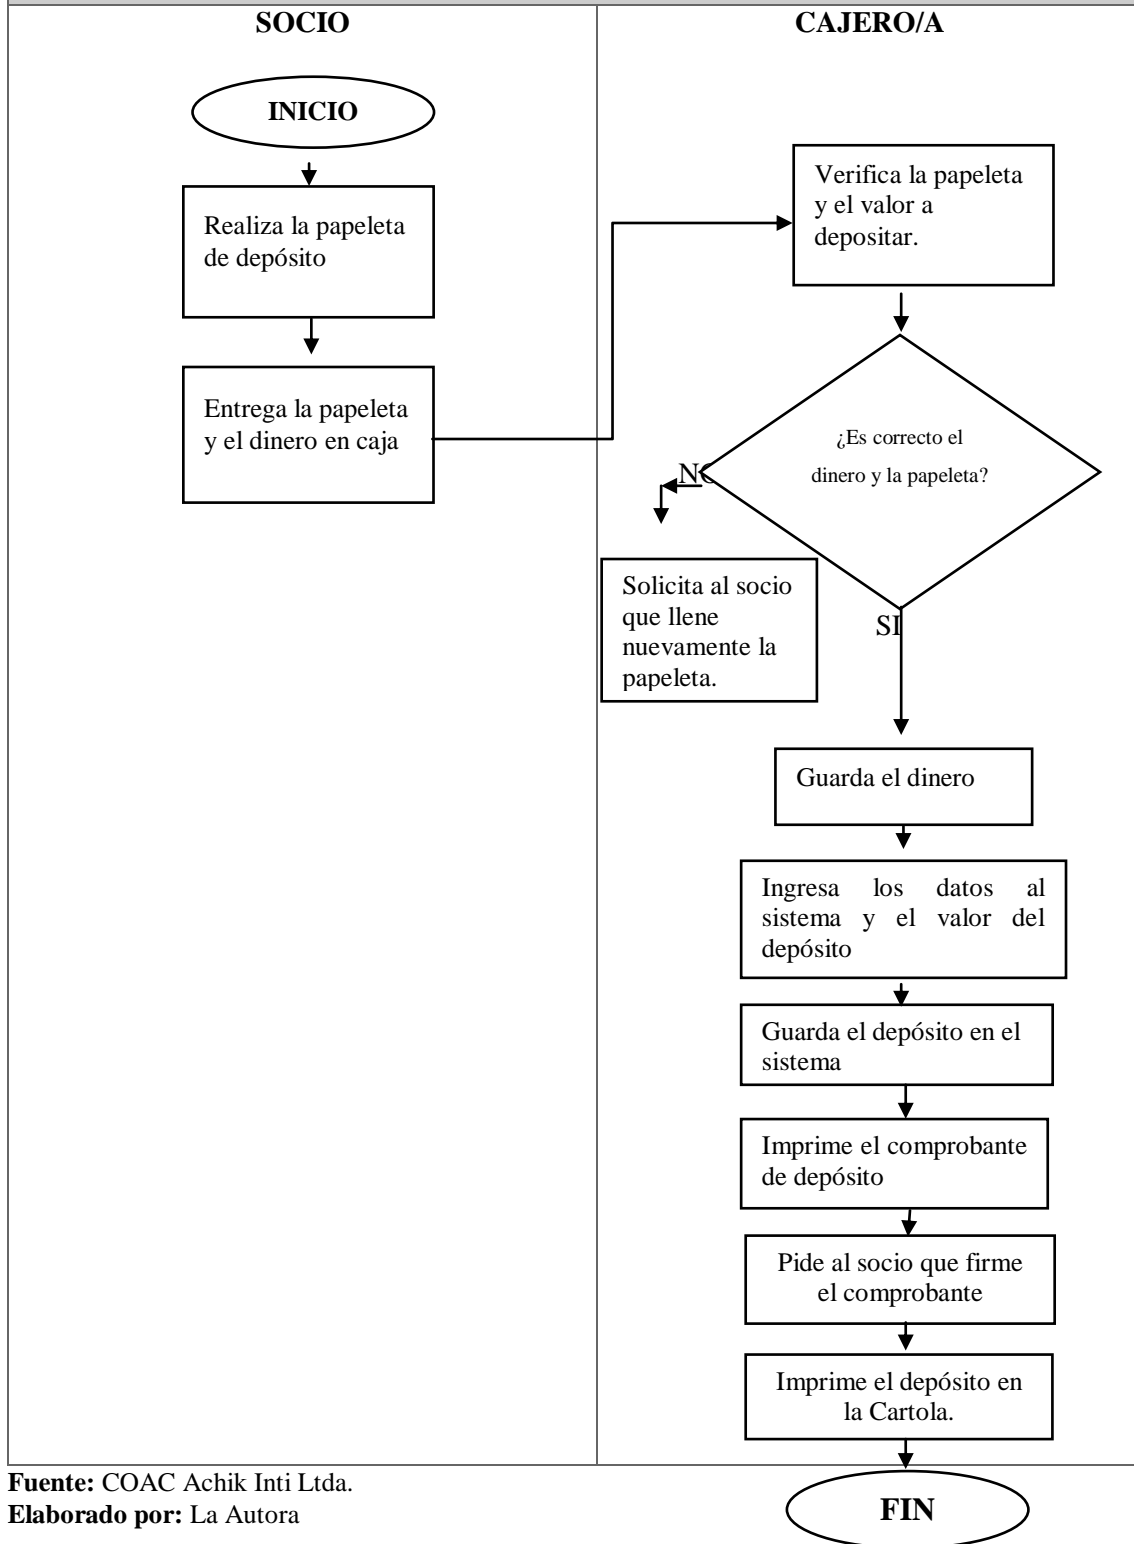 SOCIO
CAJERO/A
INICIO
Realiza la papeleta
de depósito
Entrega la papeleta
y el dinero en caja
Verifica la papeleta
y el valor a
depositar.
¿Es correcto el
dinero y la papeleta?
NO
Solicita al socio
que llene
nuevamente la
papeleta.
SI
Guarda el dinero
Ingresa los datos al
sistema y el valor del
depósito
Guarda el depósito en el
sistema
Imprime el comprobante
de depósito
Pide al socio que firme
el comprobante
Imprime el depósito en
la Cartola.
FIN
Fuente: COAC Achik Inti Ltda.
Elaborado por: La Autora